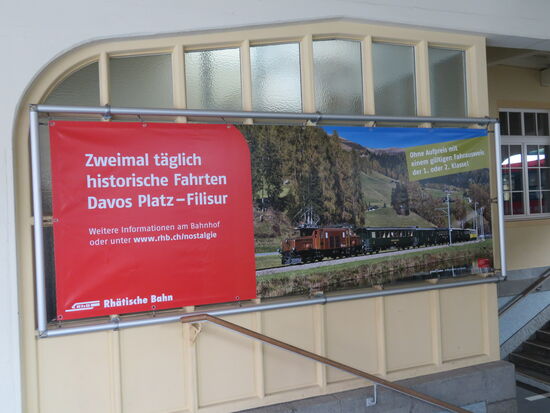 Zweimal täglich
historische Fahrten
Davos Platz – Filisur
Weitere Informationen am Bahnhof
oder unter www.rhb.ch/nostalgie
Rhätische Bahn
Ohne Aufpreis mit
einem gültigen Fahrausweis
der 1. oder 2. Klasse!